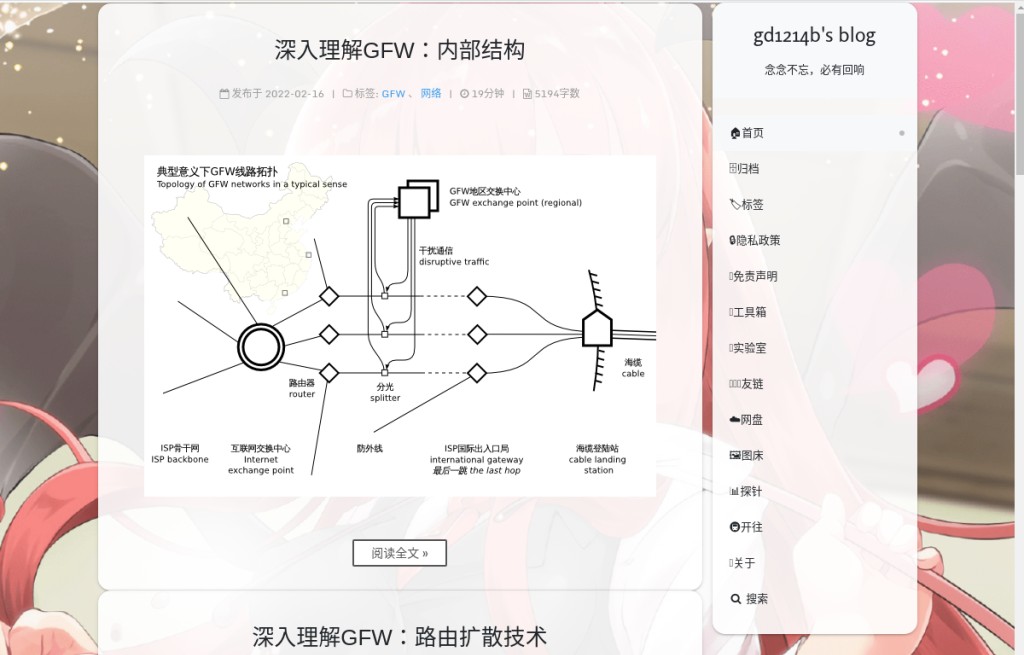 深入理解GFW：内部结构
发布于 2022-02-16 | 标签: GFW 、 网络 | 19分钟 | 5194字数
典型意义下GFW线路拓扑
Topology of GFW networks in a typical sense
GFW地区交换中心
GFW exchange point (regional)
干扰通信
disruptive traffic
路由器
router
分光
splitter
海缆
cable
ISP骨干网
ISP backbone
互联网交换中心
Internet
exchange point
防外线
ISP国际出入口局
international gateway
最后一跳 the last hop
海缆登陆站
cable landing
station
阅读全文 »
深入理解GFW：路由扩散技术
gd1214b's blog
念念不忘，必有回响
首页
归档
标签
隐私政策
免责声明
工具箱
实验室
友链
网盘
图床
探针
开往
关于
搜索